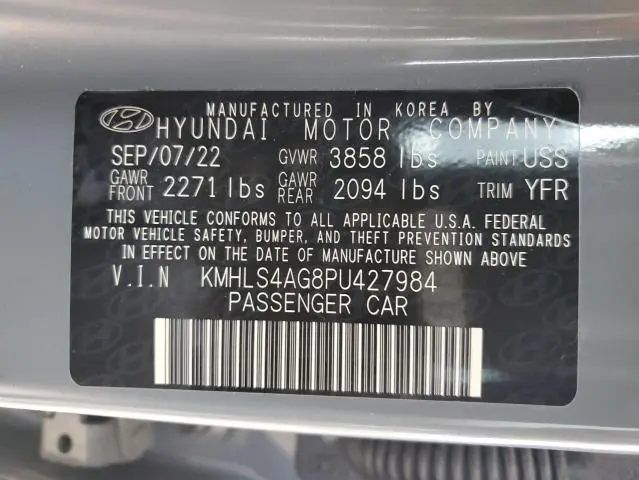 MANUFACTURED IN KOREA BY
HYUNDAI MOTOR COMPANY
SEP/07/22 GVWR 3858 lbs PAINT USS
GAWR FRONT 2271 lbs GAWR REAR 2094 lbs TRIM YFR
THIS VEHICLE CONFORMS TO ALL APPLICABLE U.S.A. FEDERAL
MOTOR VEHICLE SAFETY, BUMPER, AND THEFT PREVENTION STANDARDS
IN EFFECT ON THE DATE OF MANUFACTURE SHOWN ABOVE
V.I.N KMHLS4AG8PU427984
PASSENGER CAR